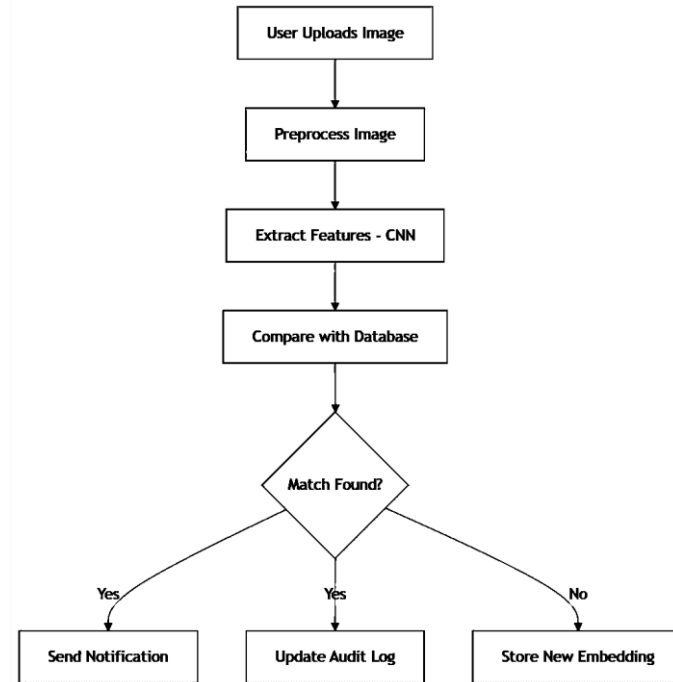 User Uploads Image
Preprocess Image
Extract Features - CNN
Compare with Database
Match Found?
Yes
Yes
No
Send Notification
Update Audit Log
Store New Embedding